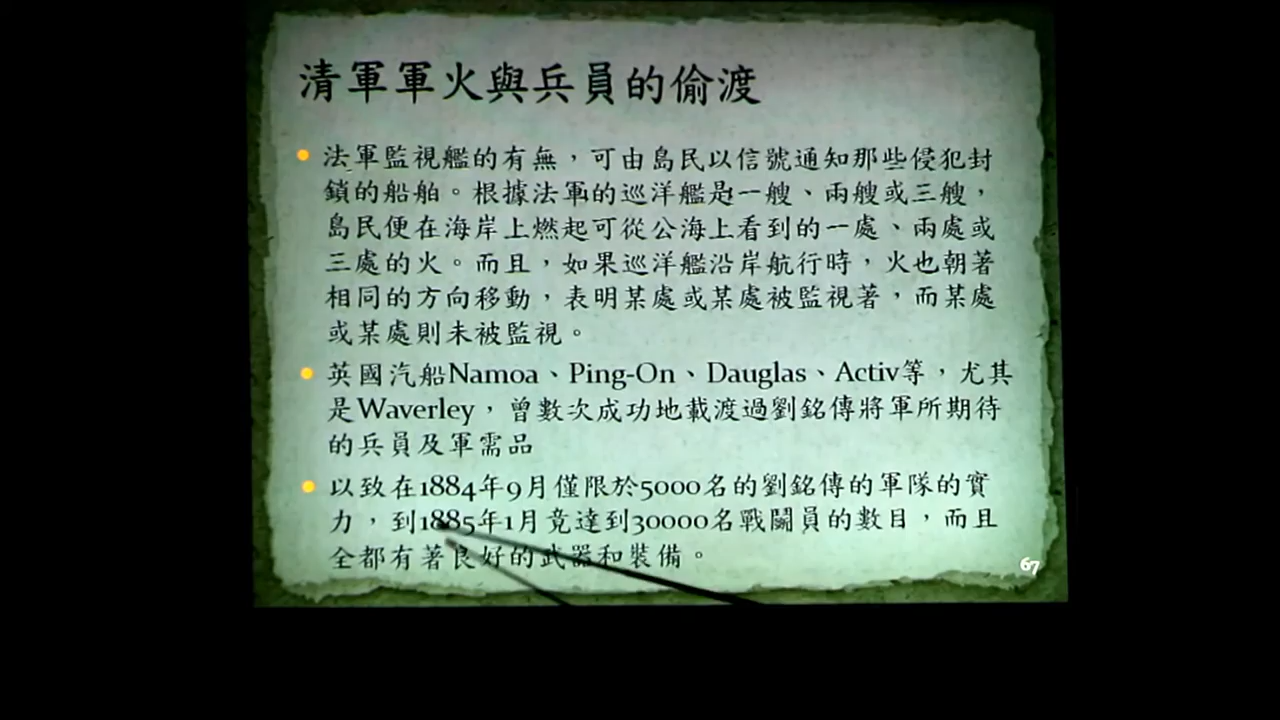 清軍軍火與兵員的偷渡
法軍監視艦的有無，可由島民以信號通知那些侵犯封
鎖的船舶。根據法軍的巡洋艦是一艘、兩艘或三艘，
島民便在海岸上燃起可從公海上看到的一處、兩處或
三處的火。而且，如果巡洋艦沿岸航行時，火也朝著
相同的方向移動，表明某處或某處被監視著，而某處
或某處則未被監視。
英國汽船Namoa、Ping-On、Dauglas、Activ等，尤其
是Waverley，曾數次成功地載渡過劉銘傳將軍所期待
的兵員及軍需品
以致在1884年9月僅限於5000名的劉銘傳的軍隊的實
力，到1885年1月竟達到30000名戰鬭員的數目，而且
全都有著良好的武器和裝備。
67